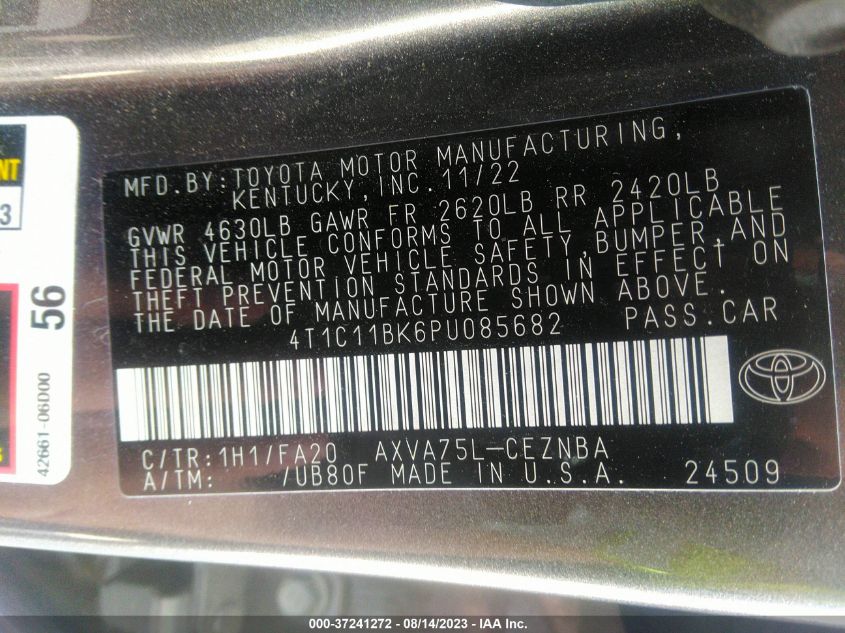 NT
3
56
42661-06D00
MFD.BY:TOYOTA MOTOR MANUFACTURING,
KENTUCKY,INC.11/22
GVWR 4630LB GAWR FR 2620LB RR 2420LB
THIS VEHICLE CONFORMS TO ALL APPLICABLE
FEDERAL MOTOR VEHICLE SAFETY,BUMPER,AND
THEFT PREVENTION STANDARDS IN EFFECT ON
THE DATE OF MANUFACTURE SHOWN ABOVE.
4T1C11BK6PU085682 PASS.CAR
C/TR:1H1/FA20 AXVA75L-CEZNBA
A/TM: /UB80F MADE IN U.S.A. 24509
000-37241272 - 08/14/2023 - IAA Inc.